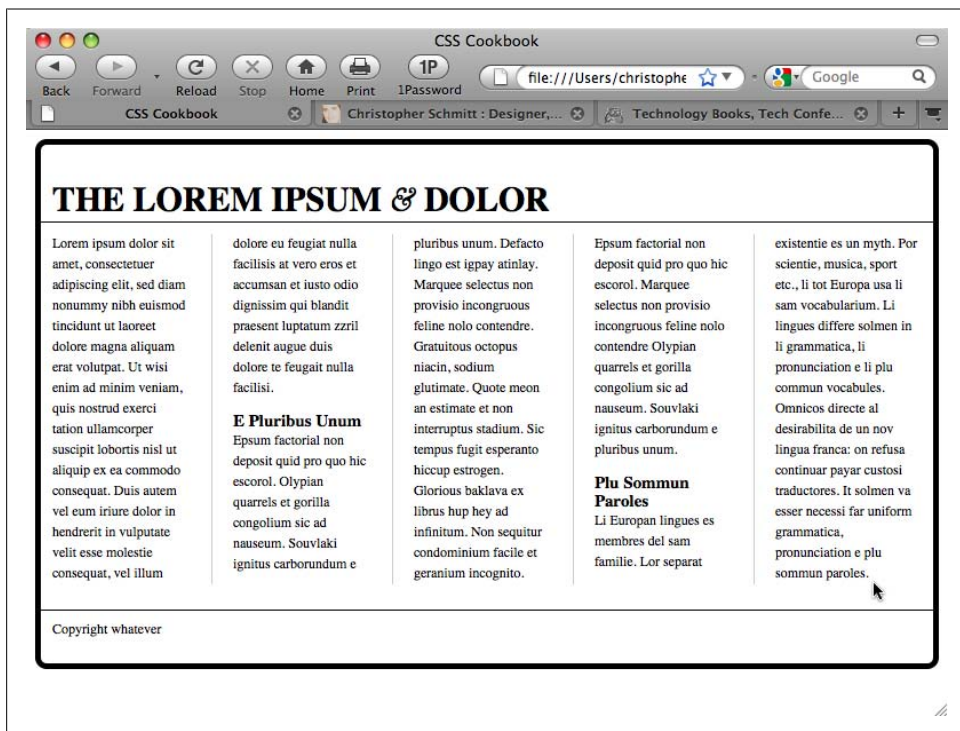 CSS Cookbook
1P
file:///Users/christophe
Google
Back
Forward
Reload
Stop
Home
Print
1Password
CSS Cookbook
Christopher Schmitt : Designer,...
Technology Books, Tech Confe...
THE LOREM IPSUM & DOLOR
Lorem ipsum dolor sit
amet, consectetuer
adipiscing elit, sed diam
nonummy nibh euismod
tincidunt ut laoreet
dolore magna aliquam
erat volutpat. Ut wisi
enim ad minim veniam,
quis nostrud exerci
tation ullamcorper
suscipit lobortis nisl ut
aliquip ex ea commodo
consequat. Duis autem
vel eum iriure dolor in
hendrerit in vulputate
velit esse molestie
consequat, vel illum
dolore eu feugiat nulla
facilisis at vero eros et
accumsan et iusto odio
dignissim qui blandit
praesent luptatum zzril
delenit augue duis
dolore te feugait nulla
facilisi.
E Pluribus Unum
Epsum factorial non
deposit quid pro quo hic
escorol. Olypian
quarrels et gorilla
congolium sic ad
nauseum. Souvlaki
ignitus carborundum e
pluribus unum. Defacto
lingo est igpay atinlay.
Marquee selectus non
provisio incongruous
feline nolo contendre.
Gratuitous octopus
niacin, sodium
glutimate. Quote meon
an estimate et non
interruptus stadium. Sic
tempus fugit esperanto
hiccup estrogen.
Glorious baklava ex
librus hup hey ad
infinitum. Non sequitur
condominium facile et
geranium incognito.
Epsum factorial non
deposit quid pro quo hic
escorol. Marquee
selectus non provisio
incongruous feline nolo
contendre Olypian
quarrels et gorilla
congolium sic ad
nauseum. Souvlaki
ignitus carborundum e
pluribus unum.
Plu Sommun
Paroles
Li Europan lingues es
membres del sam
familie. Lor separat
existentie es un myth. Por
scientie, musica, sport
etc., li tot Europa usa li
sam vocabularium. Li
lingues differe solmen in
li grammatica, li
pronunciation e li plu
commun vocabules.
Omnicos directe al
desirabilita de un nov
lingua franca: on refusa
continuar payar custosi
traductores. It solmen va
esser necessi far uniform
grammatica,
pronunciation e plu
sommun paroles.
Copyright whatever